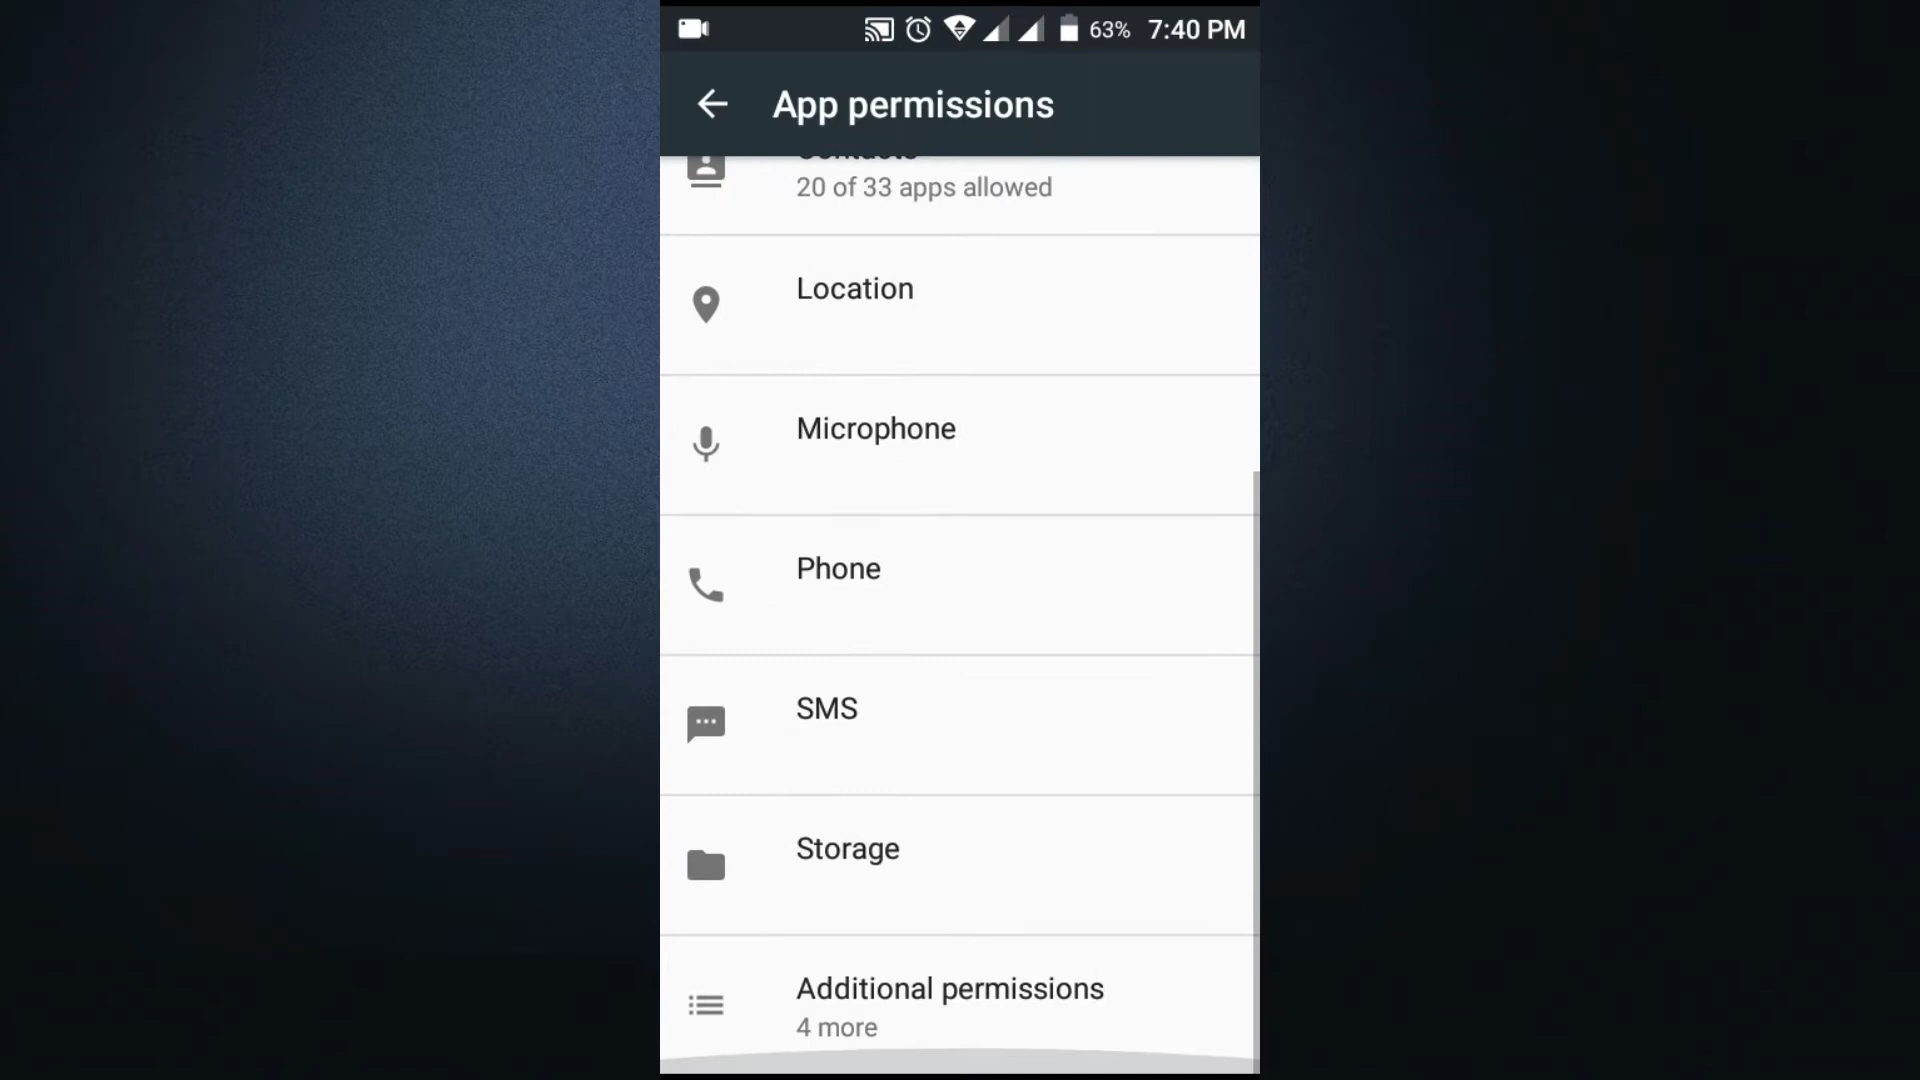 63% 7:40 PM
App permissions
Contacts
20 of 33 apps allowed
Location
Microphone
Phone
SMS
Storage
Additional permissions
4 more